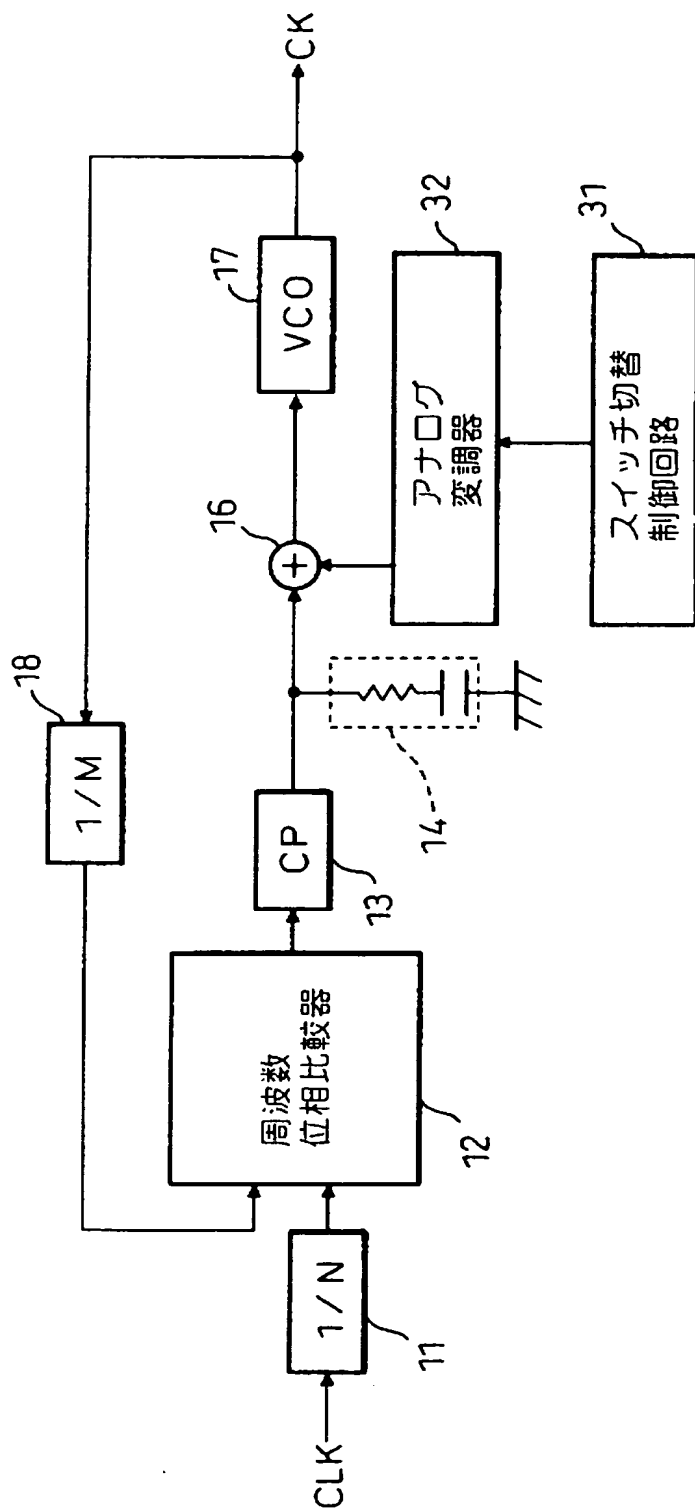 CLK
1/N
11
周波数
位相比較器
12
CP
13
14
16
VCO
17
CK
1/M
18
アナログ
変調器
32
スイッチ切替
制御回路
31